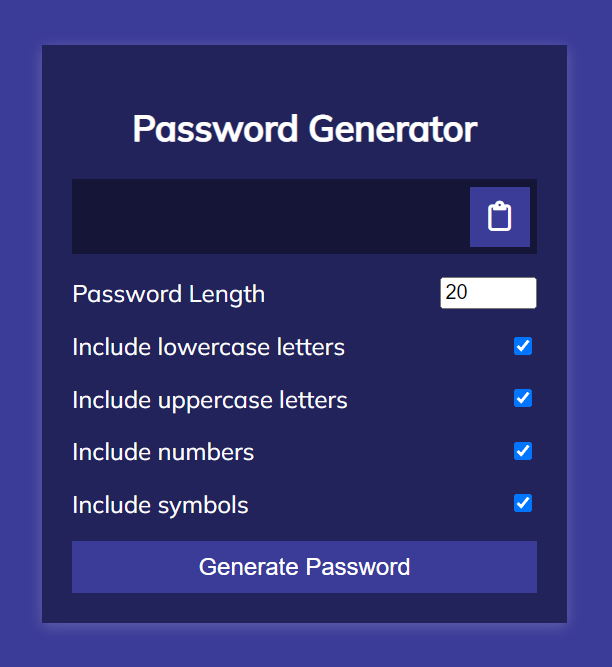 Password Generator
Password Length 20
Include lowercase letters
Include uppercase letters
Include numbers
Include symbols
Generate Password